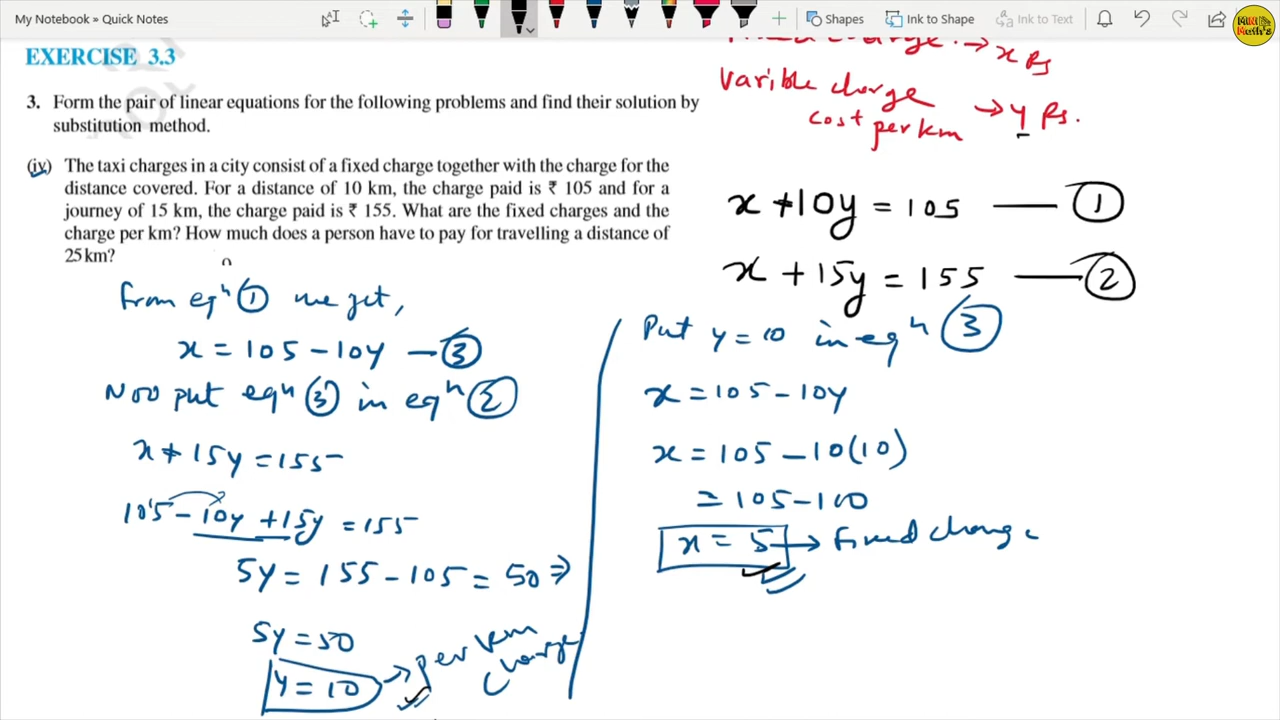 My Notebook » Quick Notes
Shapes
Ink to Shape
Ink to Text
EXERCISE 3.3
3. Form the pair of linear equations for the following problems and find their solution by
substitution method.
(iv) The taxi charges in a city consist of a fixed charge together with the charge for the
distance covered. For a distance of 10 km, the charge paid is ₹ 105 and for a
journey of 15 km, the charge paid is ₹ 155. What are the fixed charges and the
charge per km? How much does a person have to pay for travelling a distance of
25 km?
charge → x Rs
Varible charge
cost per km → y Rs.
x + 10y = 105 — ①
x + 15y = 155 — ②
from eqⁿ ① we get,
x = 105 - 10y — ③
Now put eqⁿ ③ in eqⁿ ②
x + 15y = 155
105 - 10y + 15y = 155
5y = 155 - 105 = 50 ⇒
5y = 50
y = 10 → per km
charge
Put y = 10 in eqⁿ ③
x = 105 - 10y
x = 105 - 10(10)
= 105 - 100
x = 5 → fixed charge